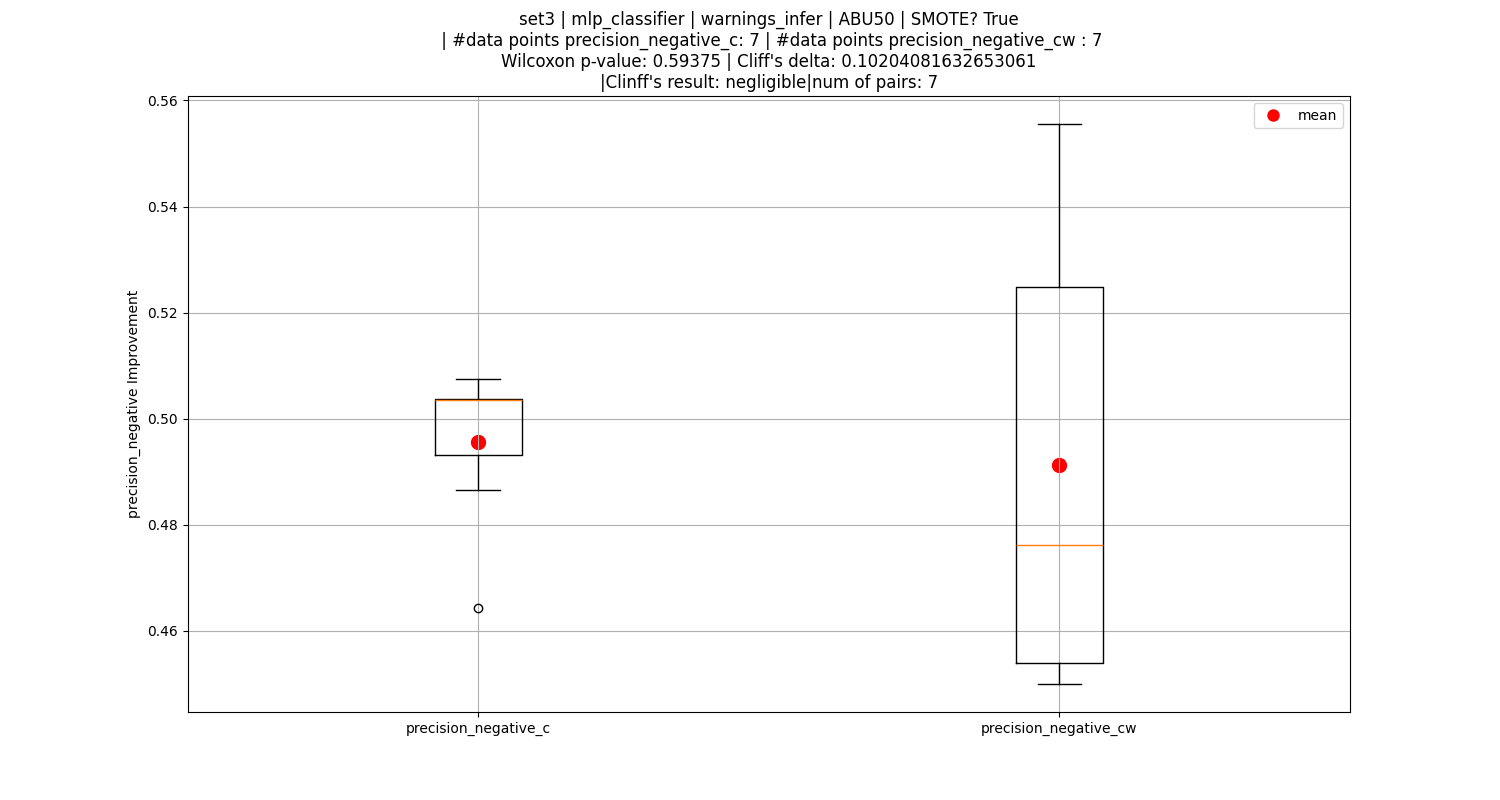 set3 | mlp_classifier | warnings_infer | ABU50 | SMOTE? True
| #data points precision_negative_c: 7 | #data points precision_negative_cw : 7
Wilcoxon p-value: 0.59375 | Cliff's delta: 0.10204081632653061
|Clinff's result: negligible|num of pairs: 7
mean
0.56
0.54
0.52
0.50
0.48
0.46
precision_negative Improvement
precision_negative_c
precision_negative_cw